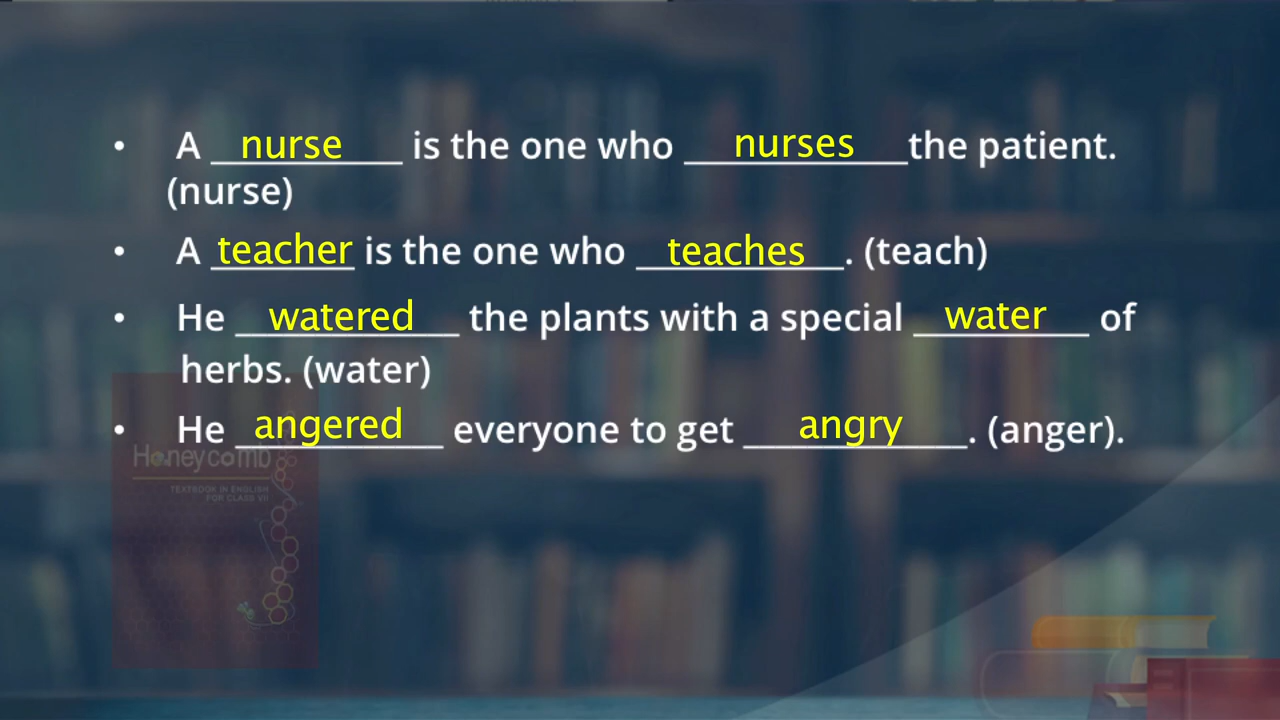 • A nurse is the one who nurses the patient.
(nurse)
• A teacher is the one who teaches. (teach)
• He watered the plants with a special water of
herbs. (water)
• He angered everyone to get angry. (anger).
Honeycomb
TEXTBOOK IN ENGLISH
FOR CLASS VII